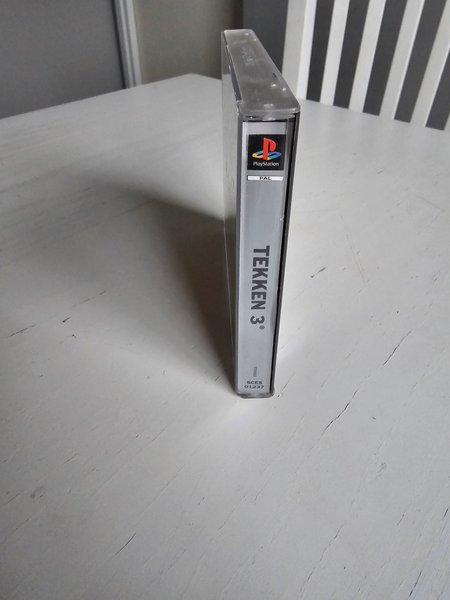 PlayStation
PAL
TEKKEN 3®
SCES
01237